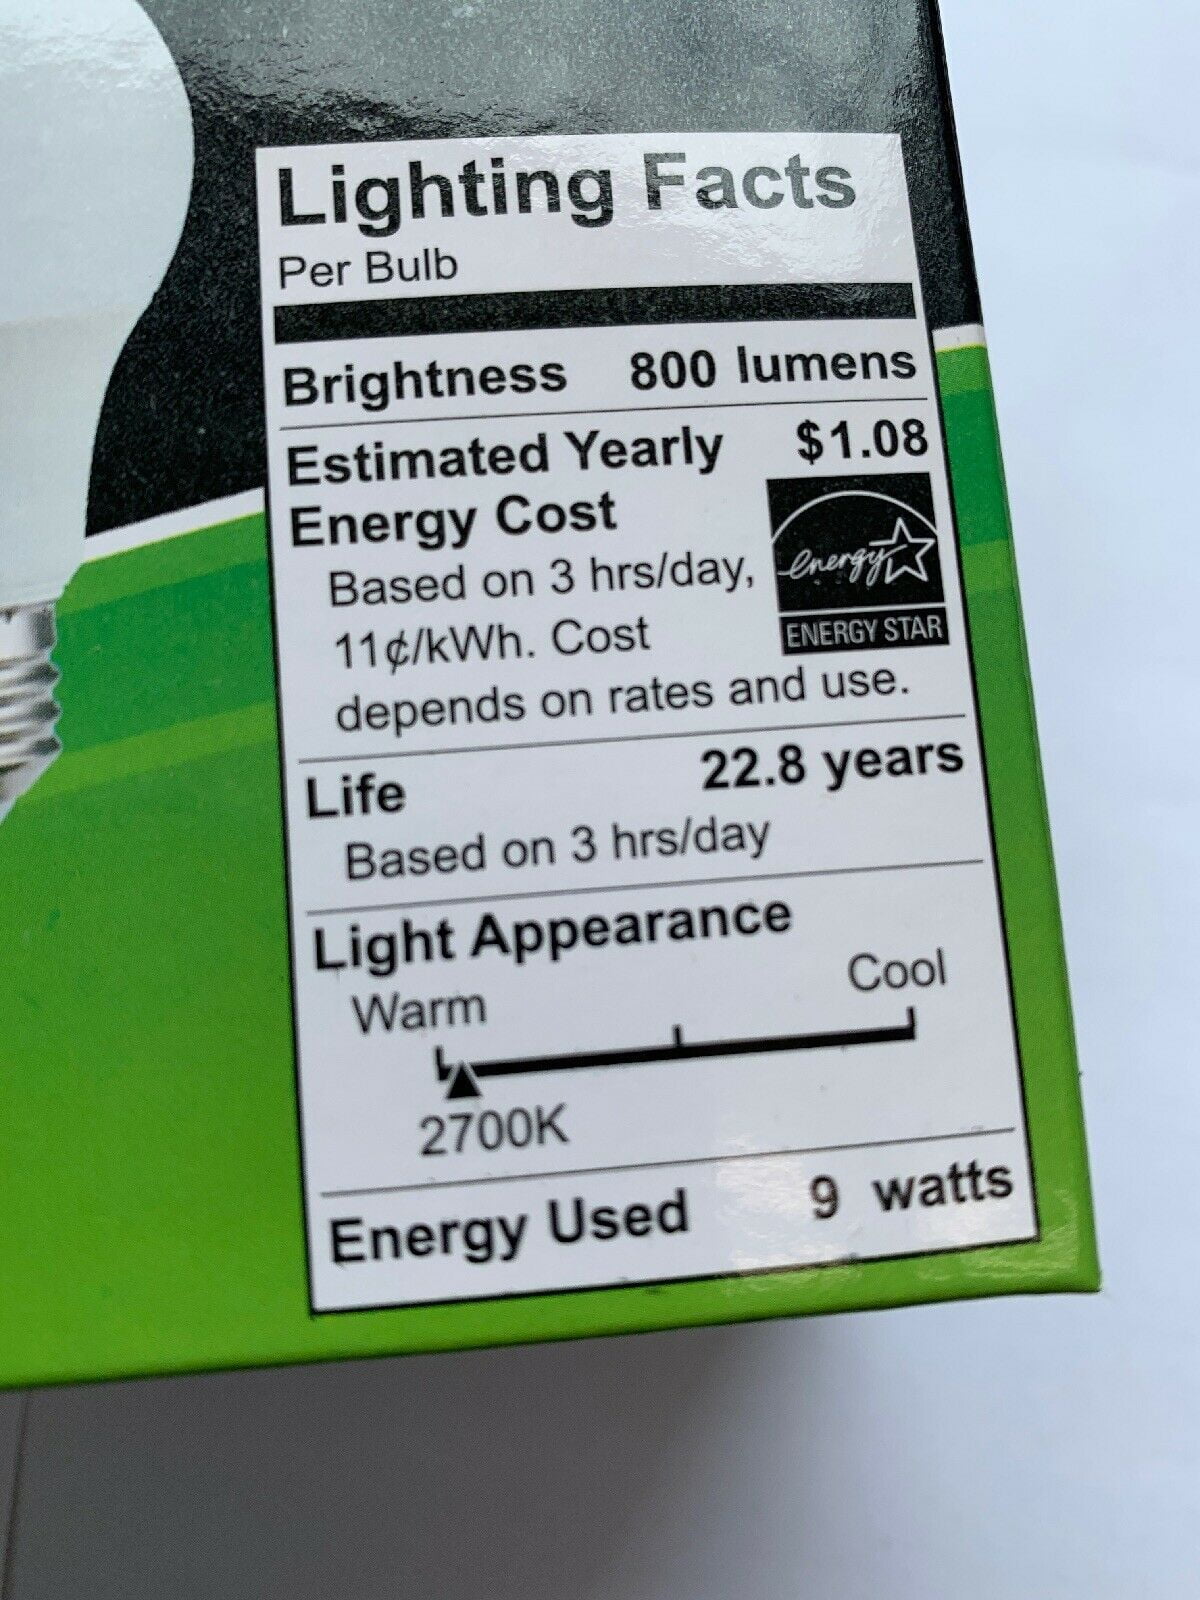 Lighting Facts
Per Bulb
Brightness 800 lumens
Estimated Yearly $1.08
Energy Cost
Based on 3 hrs/day,
11¢/kWh. Cost
depends on rates and use.
energy
ENERGY STAR
Life 22.8 years
Based on 3 hrs/day
Light Appearance
Warm Cool
2700K
Energy Used 9 watts